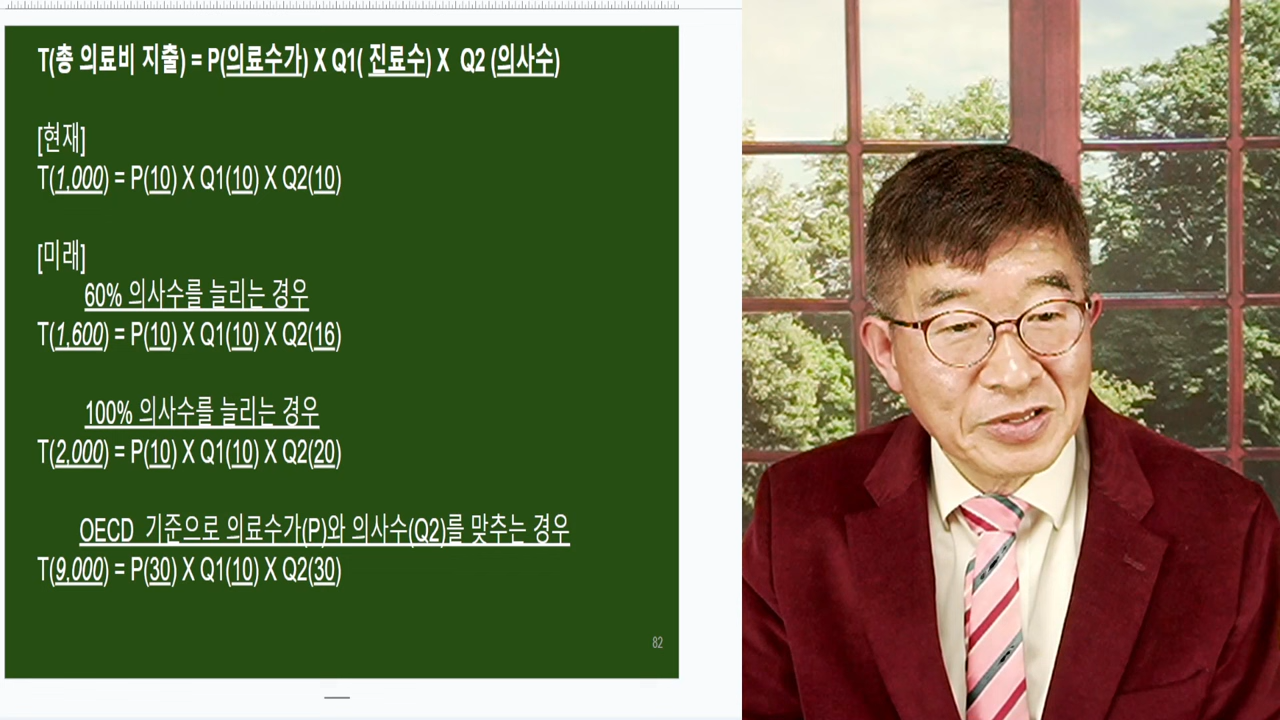 T(총 의료비 지출) = P(의료수가) X Q1( 진료수) X Q2 (의사수)
[현재]
T(1,000) = P(10) X Q1(10) X Q2(10)
[미래]
60% 의사수를 늘리는 경우
T(1,600) = P(10) X Q1(10) X Q2(16)
100% 의사수를 늘리는 경우
T(2,000) = P(10) X Q1(10) X Q2(20)
OECD 기준으로 의료수가(P)와 의사수(Q2)를 맞추는 경우
T(9,000) = P(30) X Q1(10) X Q2(30)
82